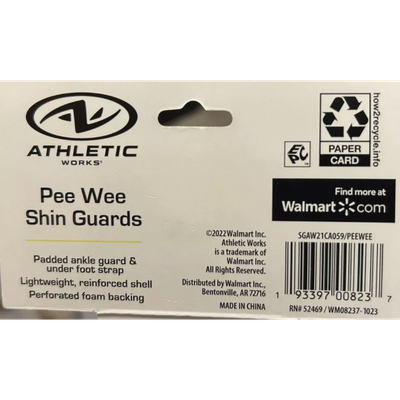 ATHLETIC
WORKS®
Pee Wee
Shin Guards
Padded ankle guard &
under foot strap
Lightweight, reinforced shell
Perforated foam backing
©2022Walmart Inc.
Athletic Works
is a trademark of
Walmart Inc.
All Rights Reserved.
Distributed by Walmart Inc.,
Bentonville, AR 72716
MADE IN CHINA
PAPER
CARD
how2recycle.info
Find more at
Walmart.com
SGAW21CA059/PEEWEE
1 93397 00823 7
RN# 52469 / WM08237-1023